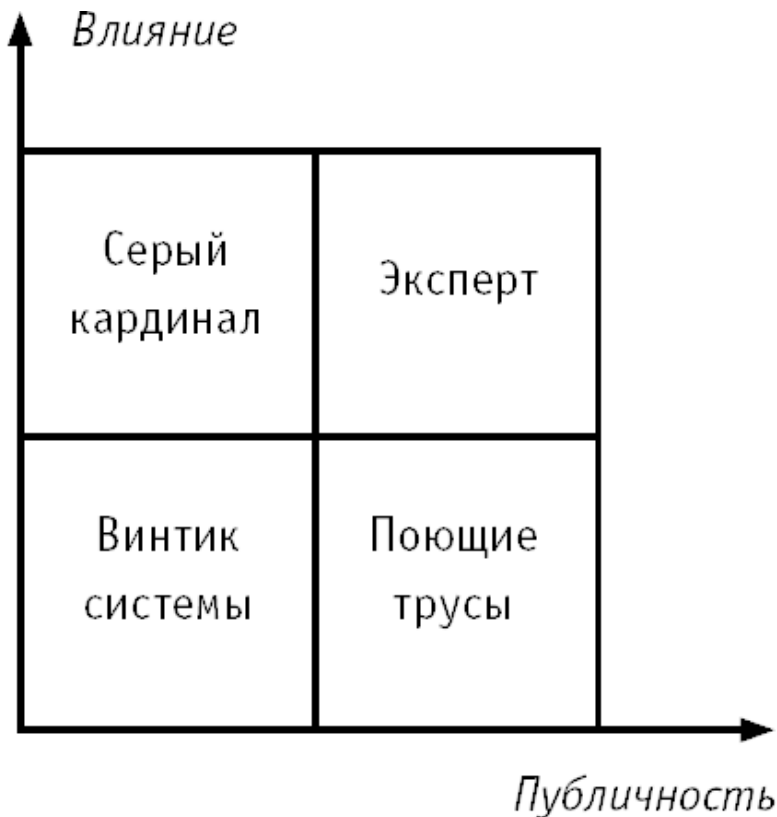 Влияние
Серый
кардинал
Эксперт
Винтик
системы
Поющие
трусы
Публичность